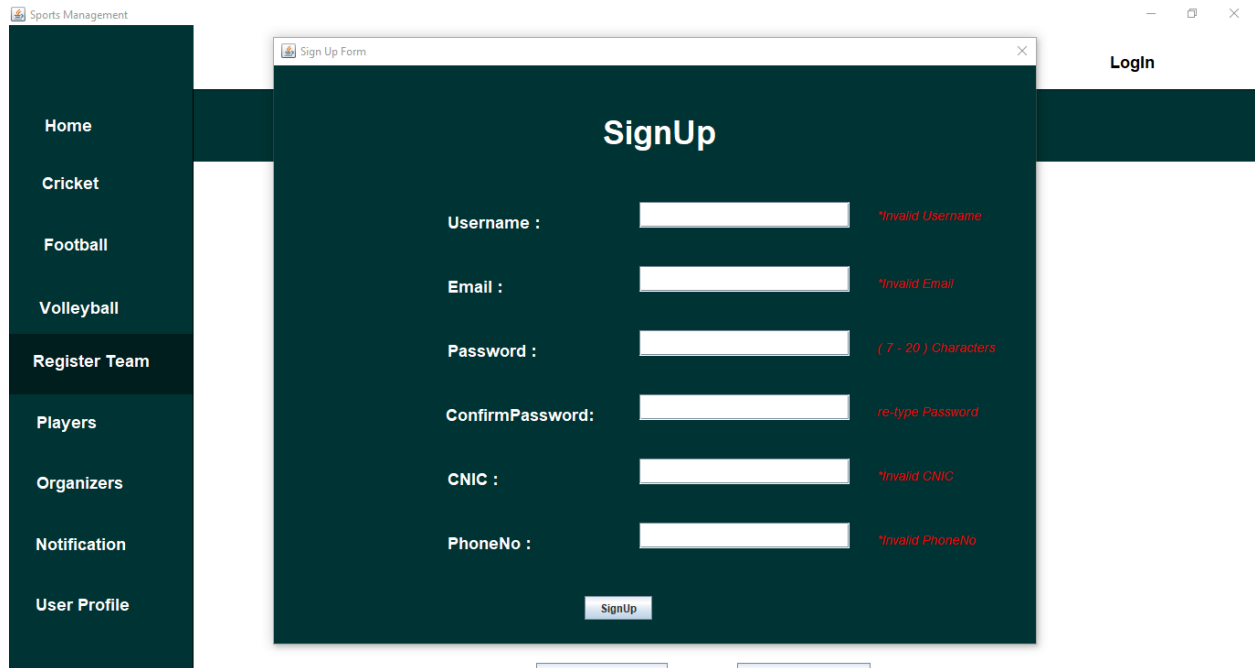 Sports Management
Sign Up Form
LogIn
Home
Cricket
Football
Volleyball
Register Team
Players
Organizers
Notification
User Profile
SignUp
Username :
*Invalid Username
Email :
*Invalid Email
Password :
( 7 - 20 ) Characters
ConfirmPassword:
re-type Password
CNIC :
*Invalid CNIC
PhoneNo :
*Invalid PhoneNo
SignUp